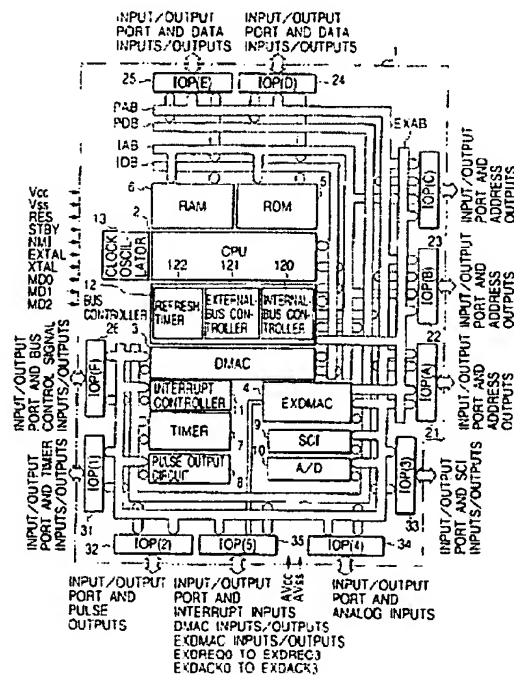 INPUT/OUTPUT PORT AND DATA INPUTS/OUTPUTS
INPUT/OUTPUT PORT AND DATA INPUTS/OUTPUTS
1
25
IOP(E)
IOP(D)
24
PAB
PDB
EXAB
IAB
IDB
6
RAM
ROM
5
IOP(C)
INPUT/OUTPUT PORT AND ADDRESS OUTPUTS
23
Vcc
Vss
RES
STBY
NMI
EXTAL
XTAL
MD0
MD1
MD2
13
2
CLOCK OSCILLATOR
CPU
122
121
120
12
BUS CONTROLLER
REFRESH TIMER
EXTERNAL-BUS CONTROLLER
INTERNAL-BUS CONTROLLER
IOP(B)
INPUT/OUTPUT PORT AND ADDRESS OUTPUTS
22
26
3
DMAC
IOP(F)
INPUT/OUTPUT PORT AND BUS CONTROL SIGNAL INPUTS/OUTPUTS
INTERRUPT CONTROLLER
4
EXDMAC
IOP(A)
INPUT/OUTPUT PORT AND ADDRESS OUTPUTS
21
TIMER
7
9
SCI
10
A/D
PULSE OUTPUT CIRCUIT
8
IOP(1)
INPUT/OUTPUT PORT AND TIMER INPUTS/OUTPUTS
31
IOP(3)
INPUT/OUTPUT PORT AND SCI INPUTS/OUTPUTS
33
32
IOP(2)
IOP(5)
35
IOP(4)
34
AVcc
AVss
INPUT/OUTPUT PORT AND PULSE OUTPUTS
INPUT/OUTPUT PORT AND INTERRUPT INPUTS
DMAC INPUTS/OUTPUTS
EXDMAC INPUTS/OUTPUTS
EXDREQ0 TO EXDREC3
EXDACK0 TO EXDACK3
INPUT/OUTPUT PORT AND ANALOG INPUTS